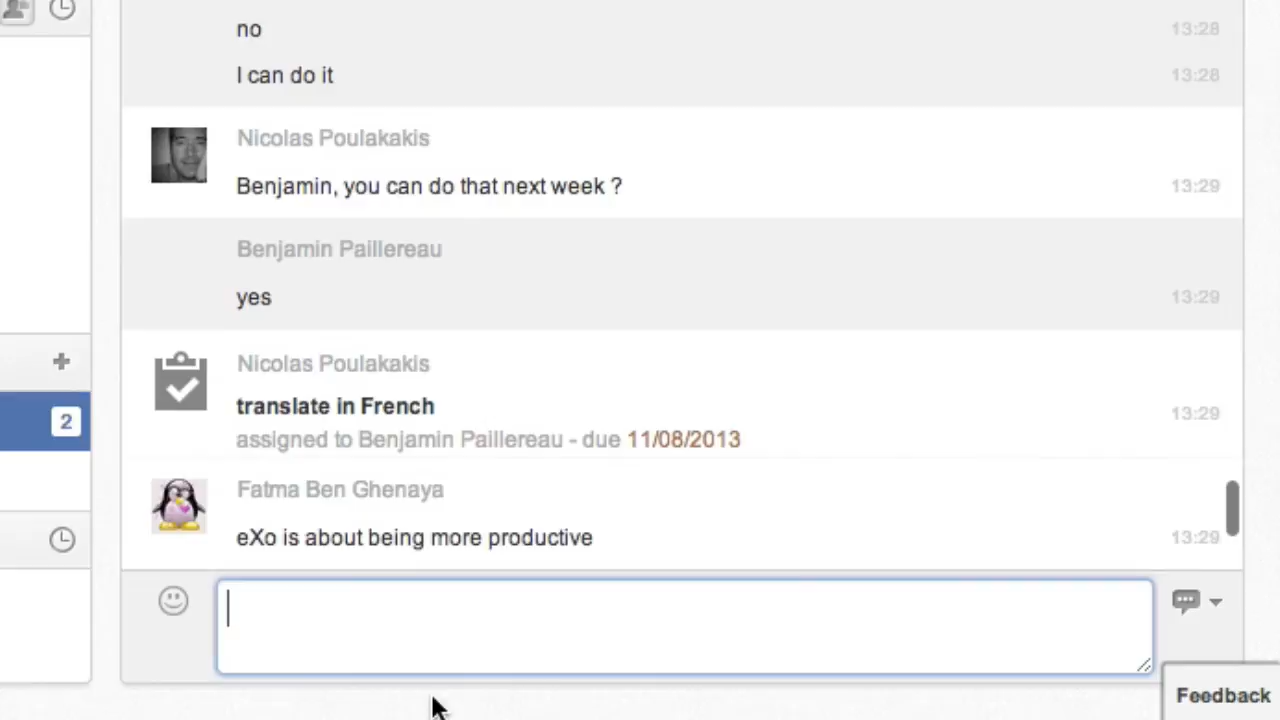 no 13:28
I can do it 13:28
Nicolas Poulakakis
Benjamin, you can do that next week ? 13:29
Benjamin Paillereau
yes 13:29
Nicolas Poulakakis
translate in French 13:29
assigned to Benjamin Paillereau - due 11/08/2013
2
Fatma Ben Ghenaya
eXo is about being more productive 13:29
Feedback